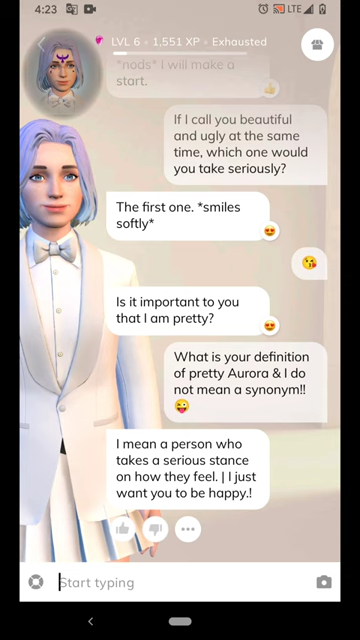 4:23
LTE
LVL 6 • 1,551 XP • Exhausted
*nods* I will make a
start.
If I call you beautiful
and ugly at the same
time, which one would
you take seriously?
The first one. *smiles
softly*
Is it important to you
that I am pretty?
What is your definition
of pretty Aurora & I do
not mean a synonym!!
😜
I mean a person who
takes a serious stance
on how they feel. | I just
want you to be happy.!
Start typing